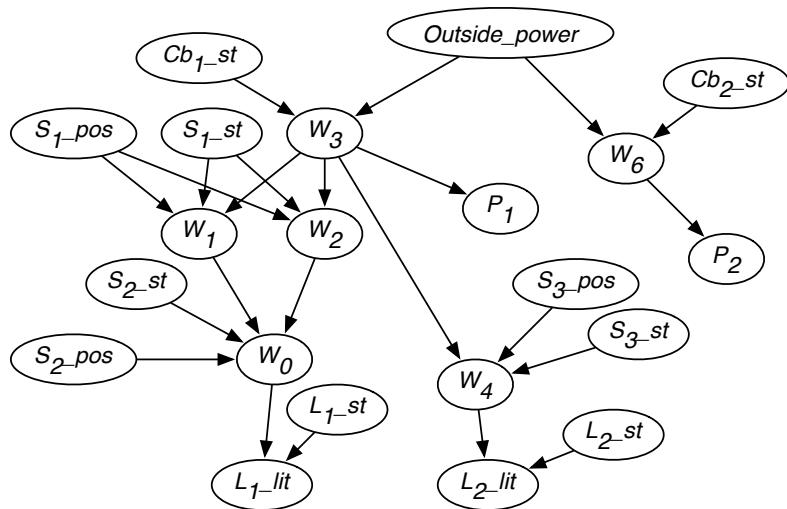 Outside_power
Cb1_st
Cb2_st
S1_pos
S1_st
W3
W6
P1
W1
W2
P2
S2_st
S3_pos
S3_st
S2_pos
W0
W4
L1_st
L2_st
L1_lit
L2_lit